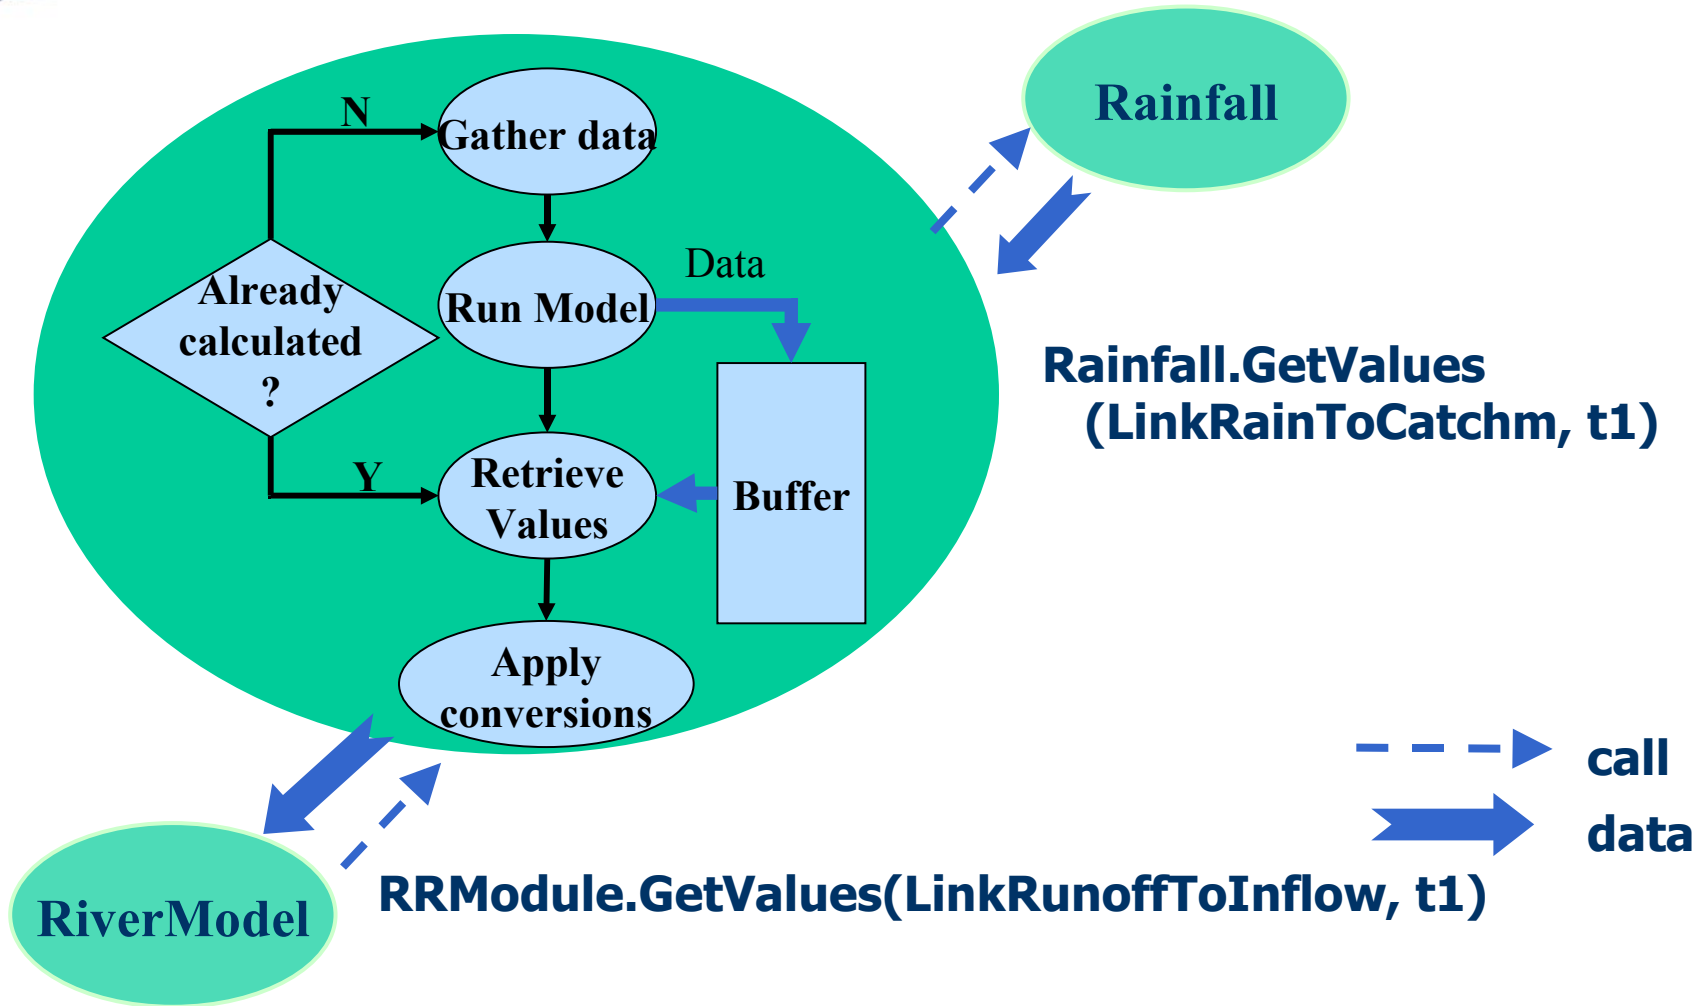 Rainfall
N
Gather data
Data
Already
calculated
?
Run Model
Rainfall.GetValues
(LinkRainToCatchm, t1)
Y
Retrieve
Values
Buffer
Apply
conversions
call
data
RRModule.GetValues(LinkRunoffToInflow, t1)
RiverModel